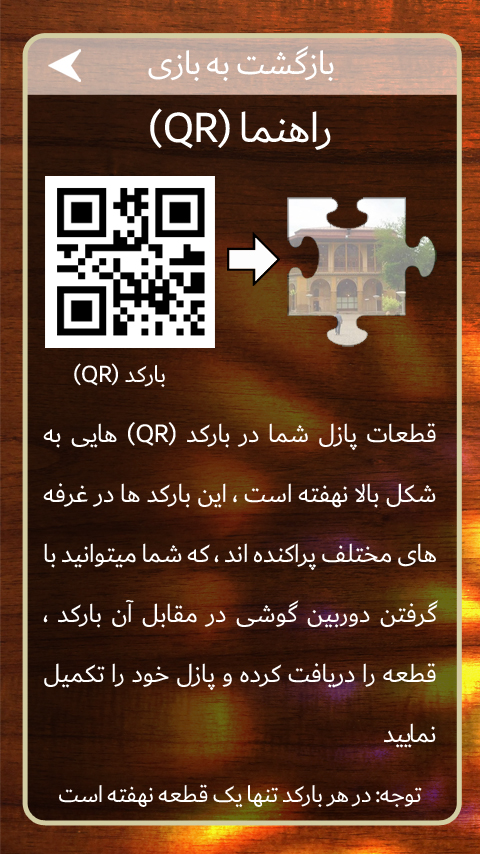 بازگشت به بازی
راهنما (QR)
بارکد (QR)
قطعات پازل شما در بارکد (QR) هایی به
شکل بالا نهفته است ، این بارکد ها در غرفه
های مختلف پراکنده اند ، که شما میتوانید با
گرفتن دوربین گوشی در مقابل آن بارکد ،
قطعه را دریافت کرده و پازل خود را تکمیل
نمایید
توجه: در هر بارکد تنها یک قطعه نهفته است